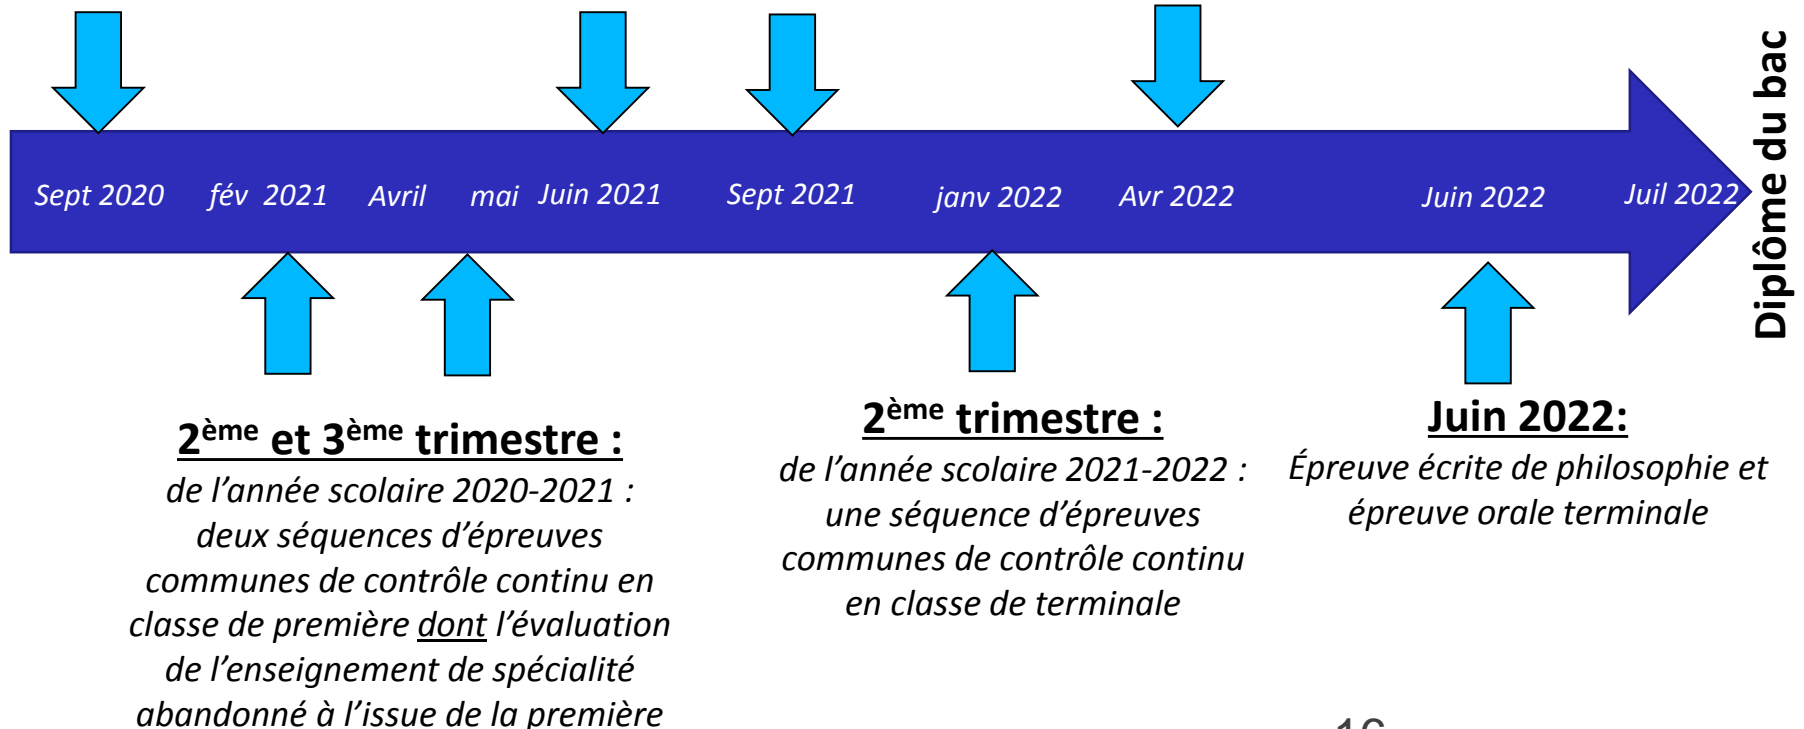 Sept 2020 fév 2021 Avril mai Juin 2021 Sept 2021 janv 2022 Avr 2022 Juin 2022 Juil 2022
Diplôme du bac
2ème et 3ème trimestre :
de l’année scolaire 2020-2021 :
deux séquences d’épreuves
communes de contrôle continu en
classe de première dont l’évaluation
de l’enseignement de spécialité
abandonné à l’issue de la première
2ème trimestre :
de l’année scolaire 2021-2022 :
une séquence d’épreuves
communes de contrôle continu
en classe de terminale
Juin 2022:
Épreuve écrite de philosophie et
épreuve orale terminale